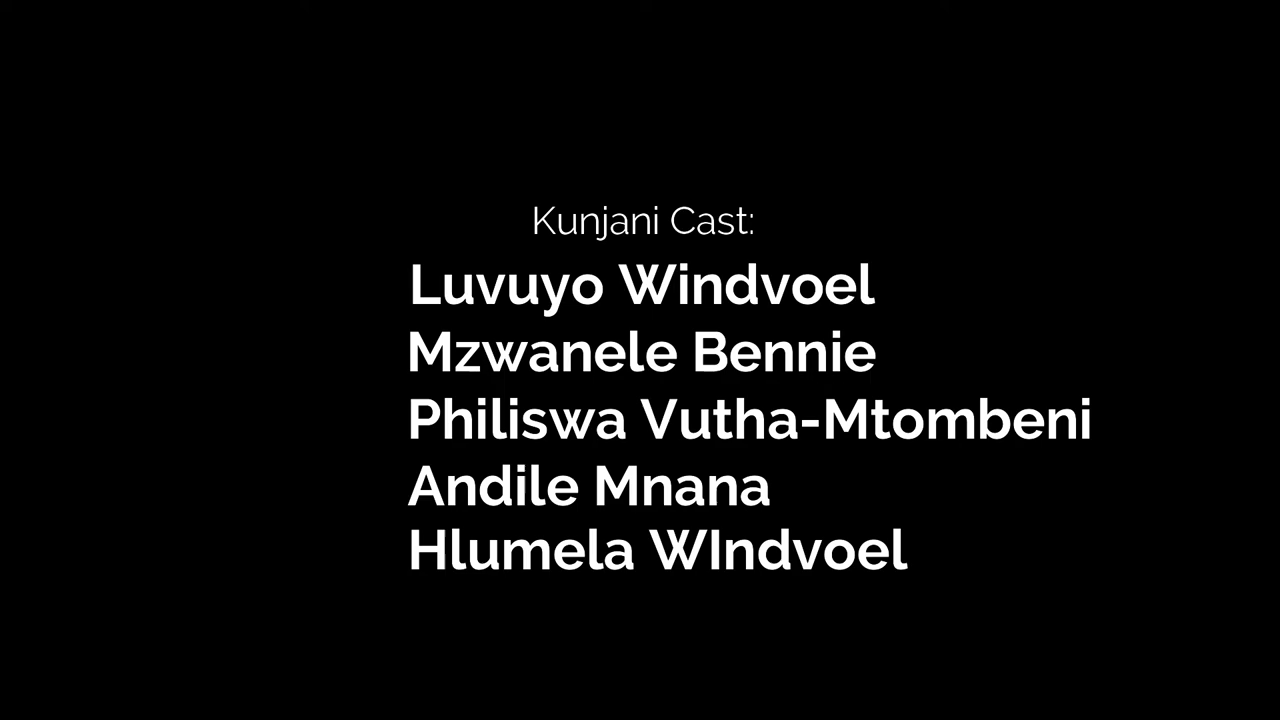 Kunjani Cast:
Luvuyo Windvoel
Mzwanele Bennie
Philiswa Vutha-Mtombeni
Andile Mnana
Hlumela WIndvoel